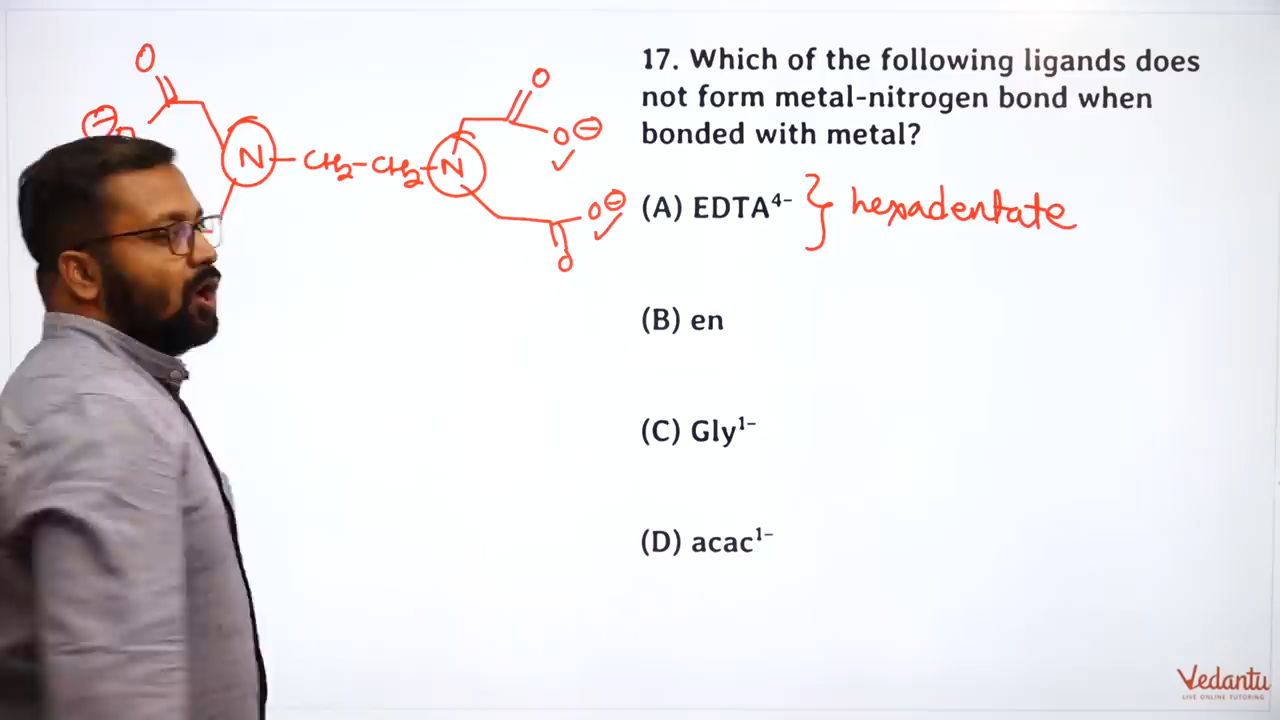 17. Which of the following ligands does
not form metal-nitrogen bond when
bonded with metal?
(A) EDTA⁴⁻ } hexadentate
(B) en
(C) Gly¹⁻
(D) acac¹⁻
O
O
N-CH₂-CH₂-N
O⊖
O⊖
O
⊖
Vedantu
LIVE ONLINE TUTORING